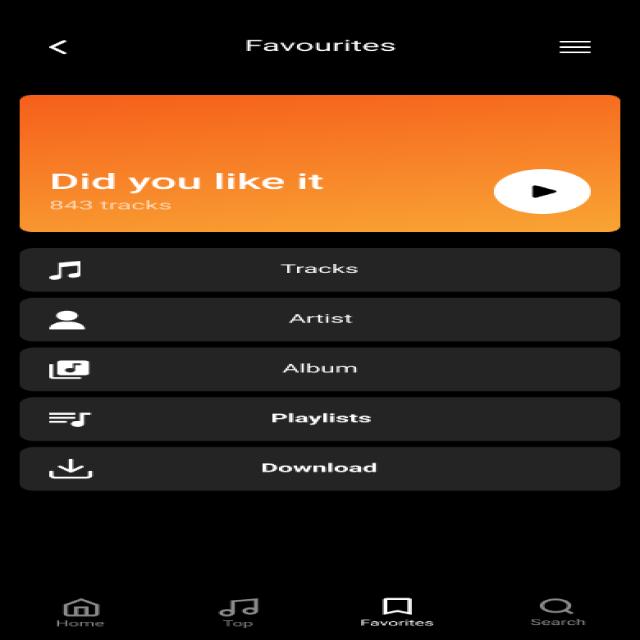 Favourites
Did you like it
843 tracks
Tracks
Artist
Album
Playlists
Download
Home
Top
Favorites
Search